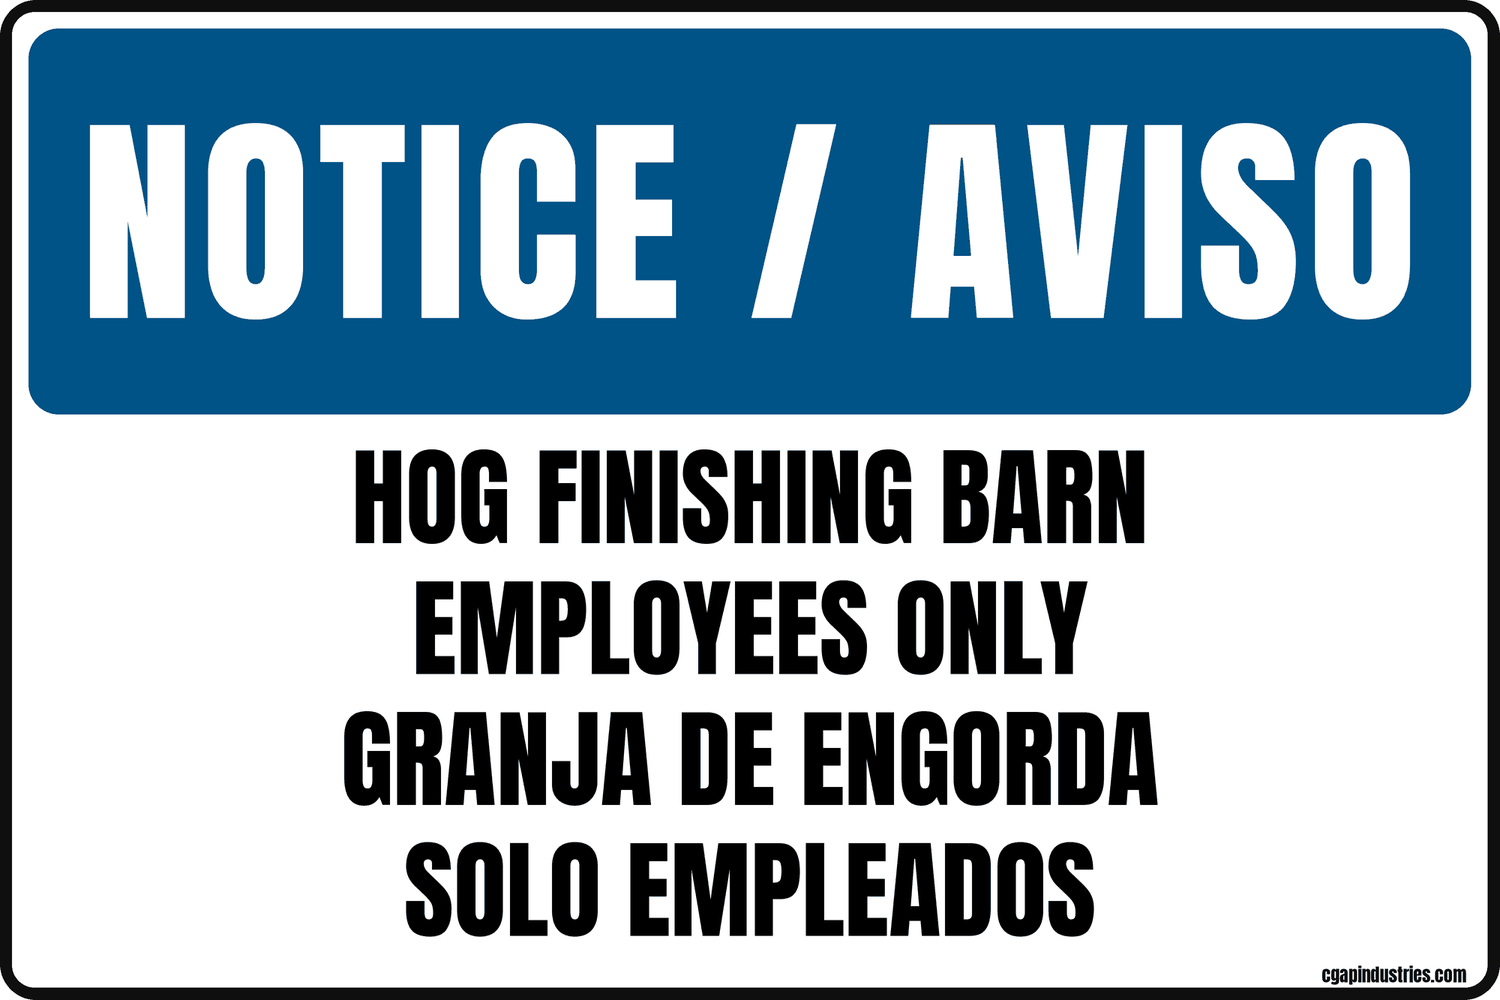 NOTICE / AVISO
HOG FINISHING BARN
EMPLOYEES ONLY
GRANJA DE ENGORDA
SOLO EMPLEADOS
cgapindustries.com